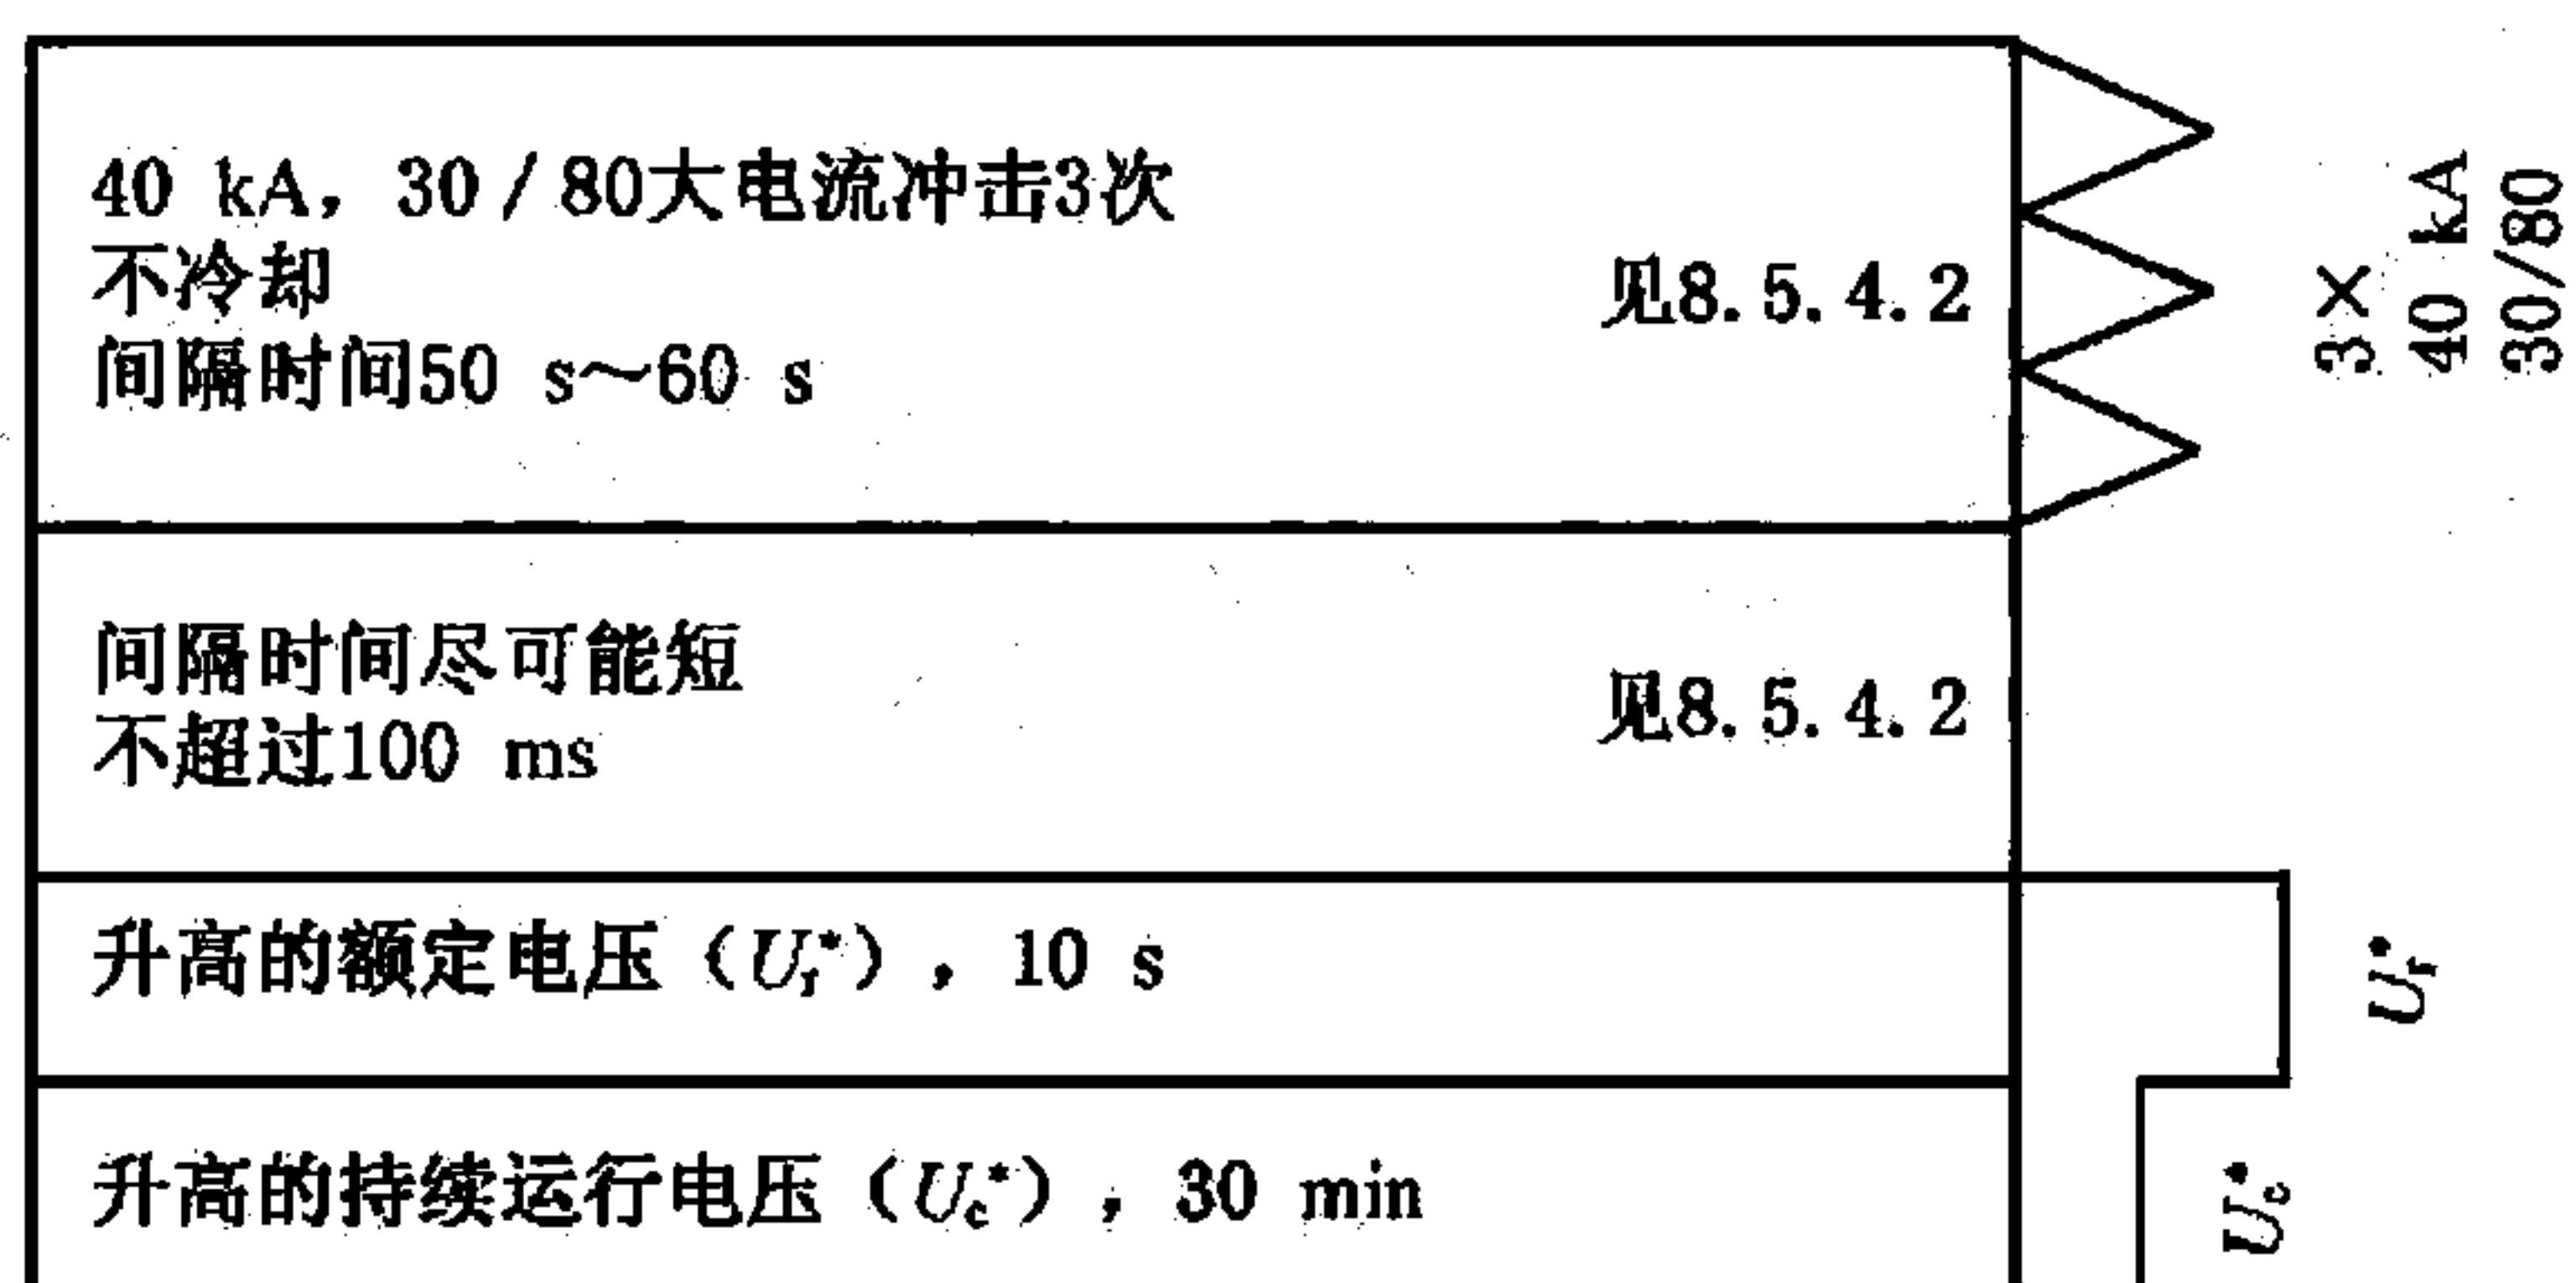 40 kA，30／80大电流冲击3次
不冷却
间隔时间50 s～60 s
见8.5.4.2
3×
40 kA
30/80
间隔时间尽可能短
不超过100 ms
见8.5.4.2
升高的额定电压（Ur*），10 s
Ur*
升高的持续运行电压（Uc*），30 min
Uc*